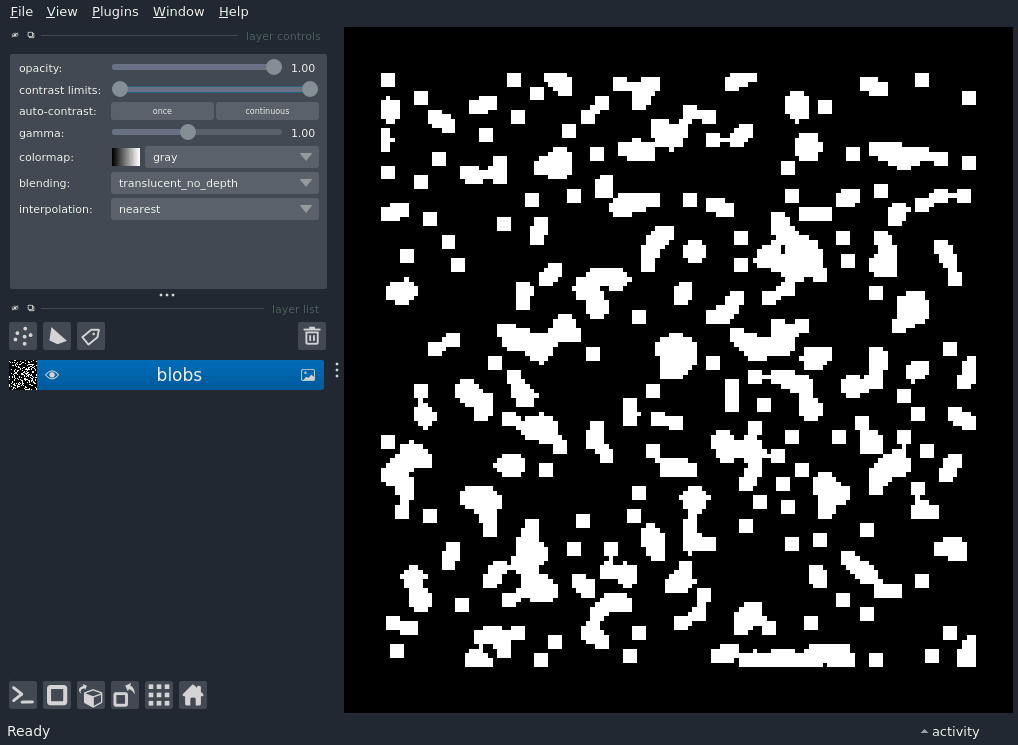 File View Plugins Window Help
layer controls
opacity: 1.00
contrast limits:
auto-contrast: once continuous
gamma: 1.00
colormap: gray
blending: translucent_no_depth
interpolation: nearest
layer list
blobs
Ready
activity